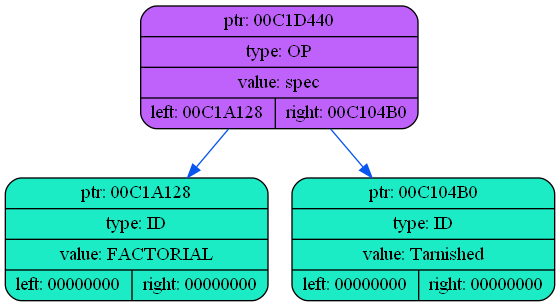 ptr: 00C1D440
type: OP
value: spec
left: 00C1A128 right: 00C104B0
ptr: 00C1A128
type: ID
value: FACTORIAL
left: 00000000 right: 00000000
ptr: 00C104B0
type: ID
value: Tarnished
left: 00000000 right: 00000000